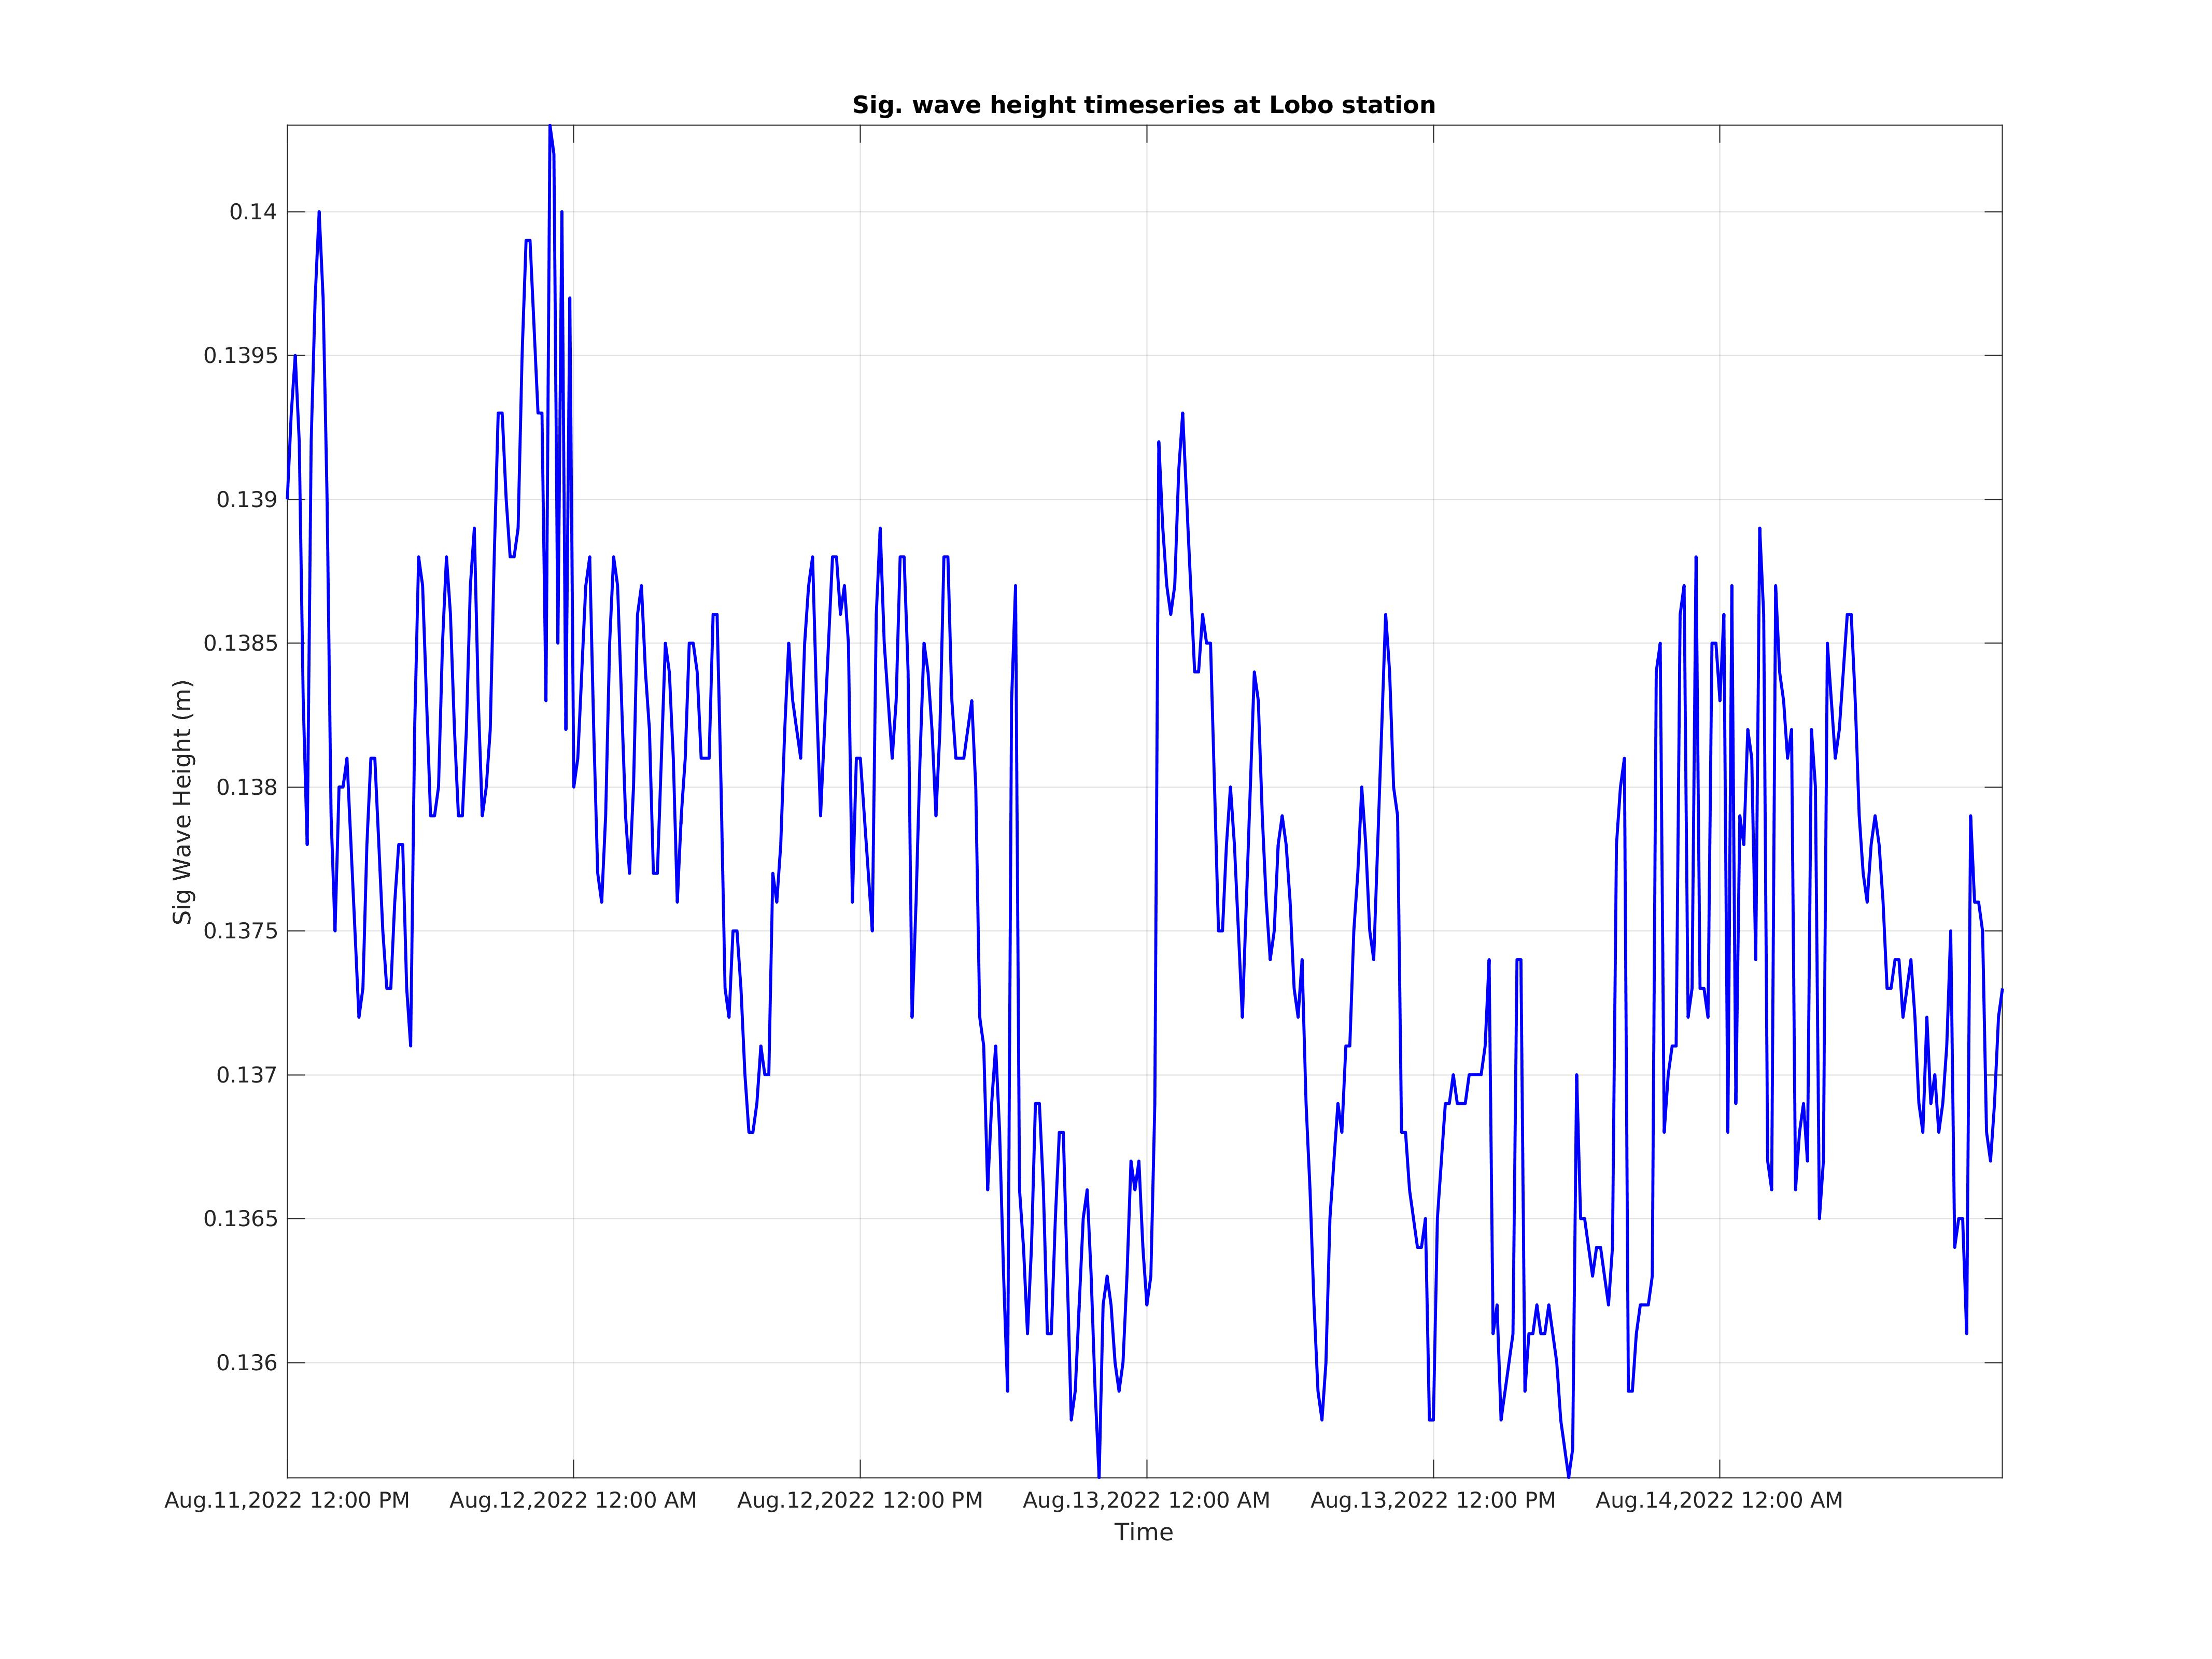 Sig. wave height timeseries at Lobo station
0.14
0.1395
0.139
0.1385
0.138
0.1375
0.137
0.1365
0.136
Sig Wave Height (m)
Aug.11,2022 12:00 PM Aug.12,2022 12:00 AM Aug.12,2022 12:00 PM Aug.13,2022 12:00 AM Aug.13,2022 12:00 PM Aug.14,2022 12:00 AM
Time